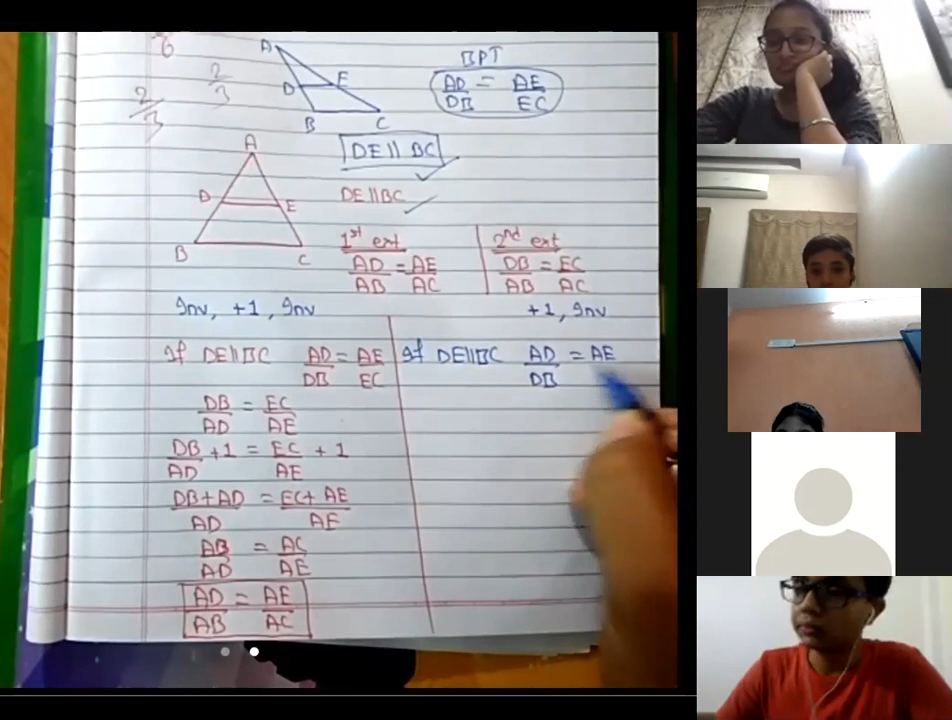 6
2/3
2/3
A
D E
B C
BPT
AD/DB = AE/EC
A
D E
B C
DE || BC
DE || BC
1st ext
AD/AB = AE/AC
2nd ext
DB/AB = EC/AC
Inv, +1, Inv
+1, Inv
If DE || BC AD/DB = AE/EC
DB/AD = EC/AE
DB/AD + 1 = EC/AE + 1
DB+AD/AD = EC+AE/AE
AB/AD = AC/AE
AD/AB = AE/AC
If DE || BC AD/DB = AE